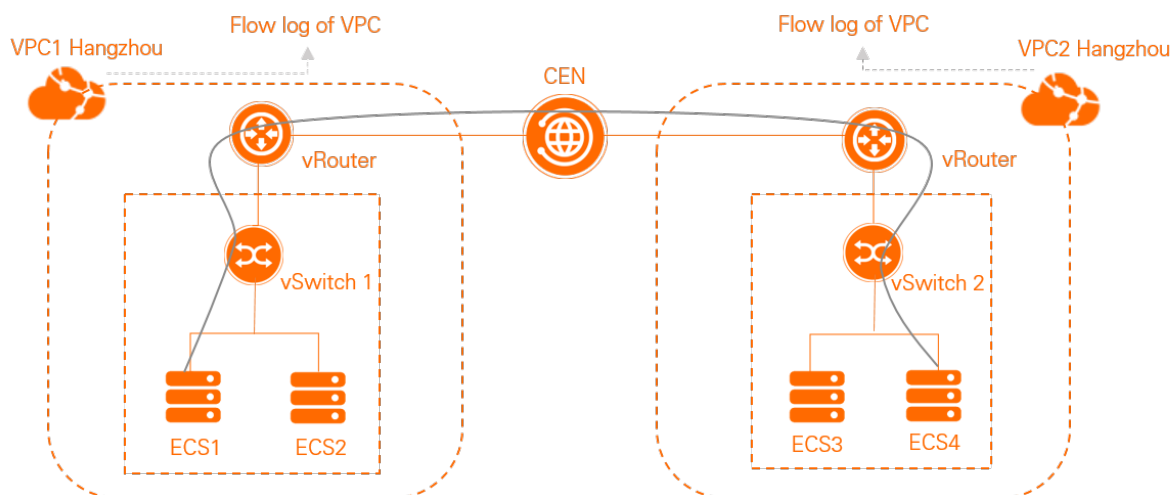 Flow log of VPC
Flow log of VPC
VPC1 Hangzhou
VPC2 Hangzhou
CEN
vRouter
vRouter
vSwitch 1
vSwitch 2
ECS1
ECS2
ECS3
ECS4